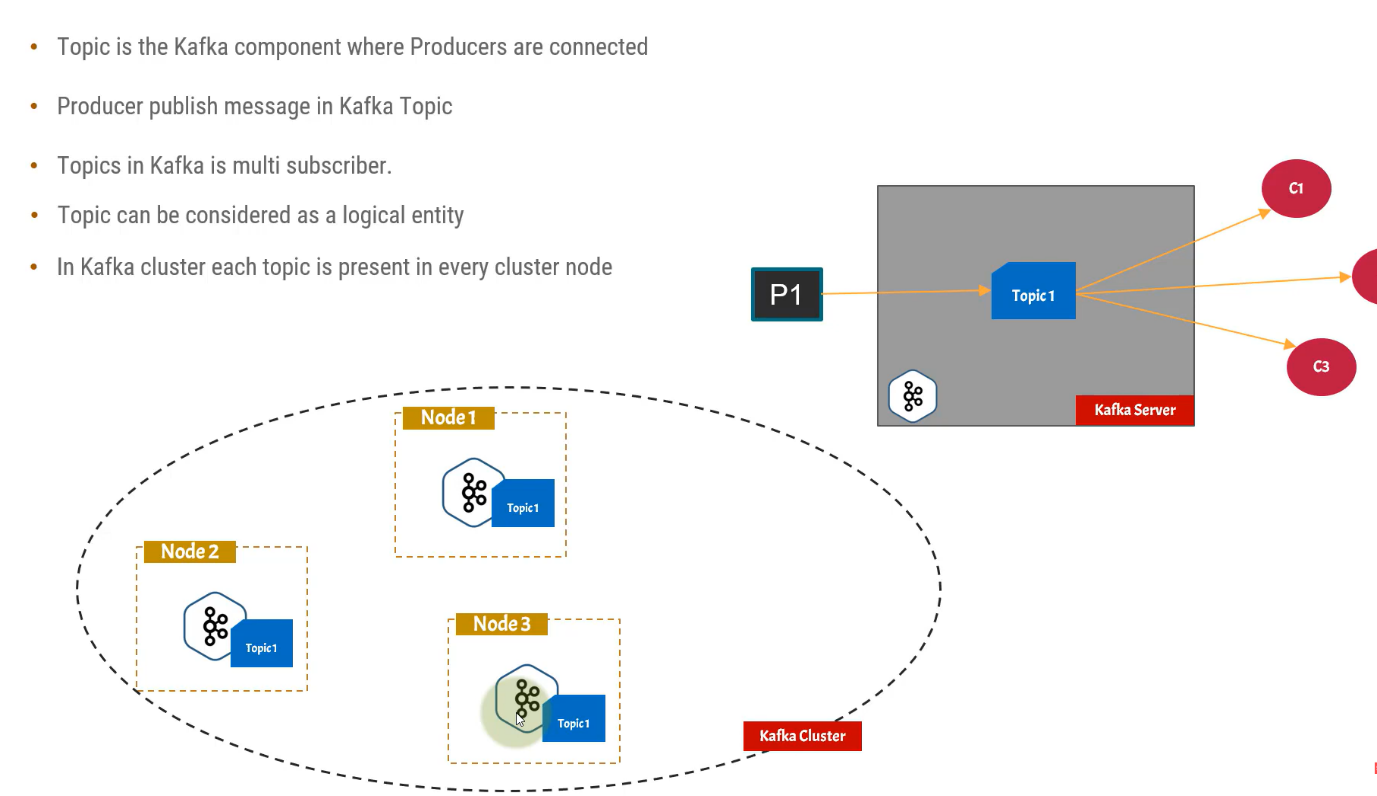 • Topic is the Kafka component where Producers are connected
• Producer publish message in Kafka Topic
• Topics in Kafka is multi subscriber.
• Topic can be considered as a logical entity
• In Kafka cluster each topic is present in every cluster node
P1
Topic 1
C1
C3
Kafka Server
Node 1
Topic1
Node 2
Topic1
Node 3
Topic1
Kafka Cluster